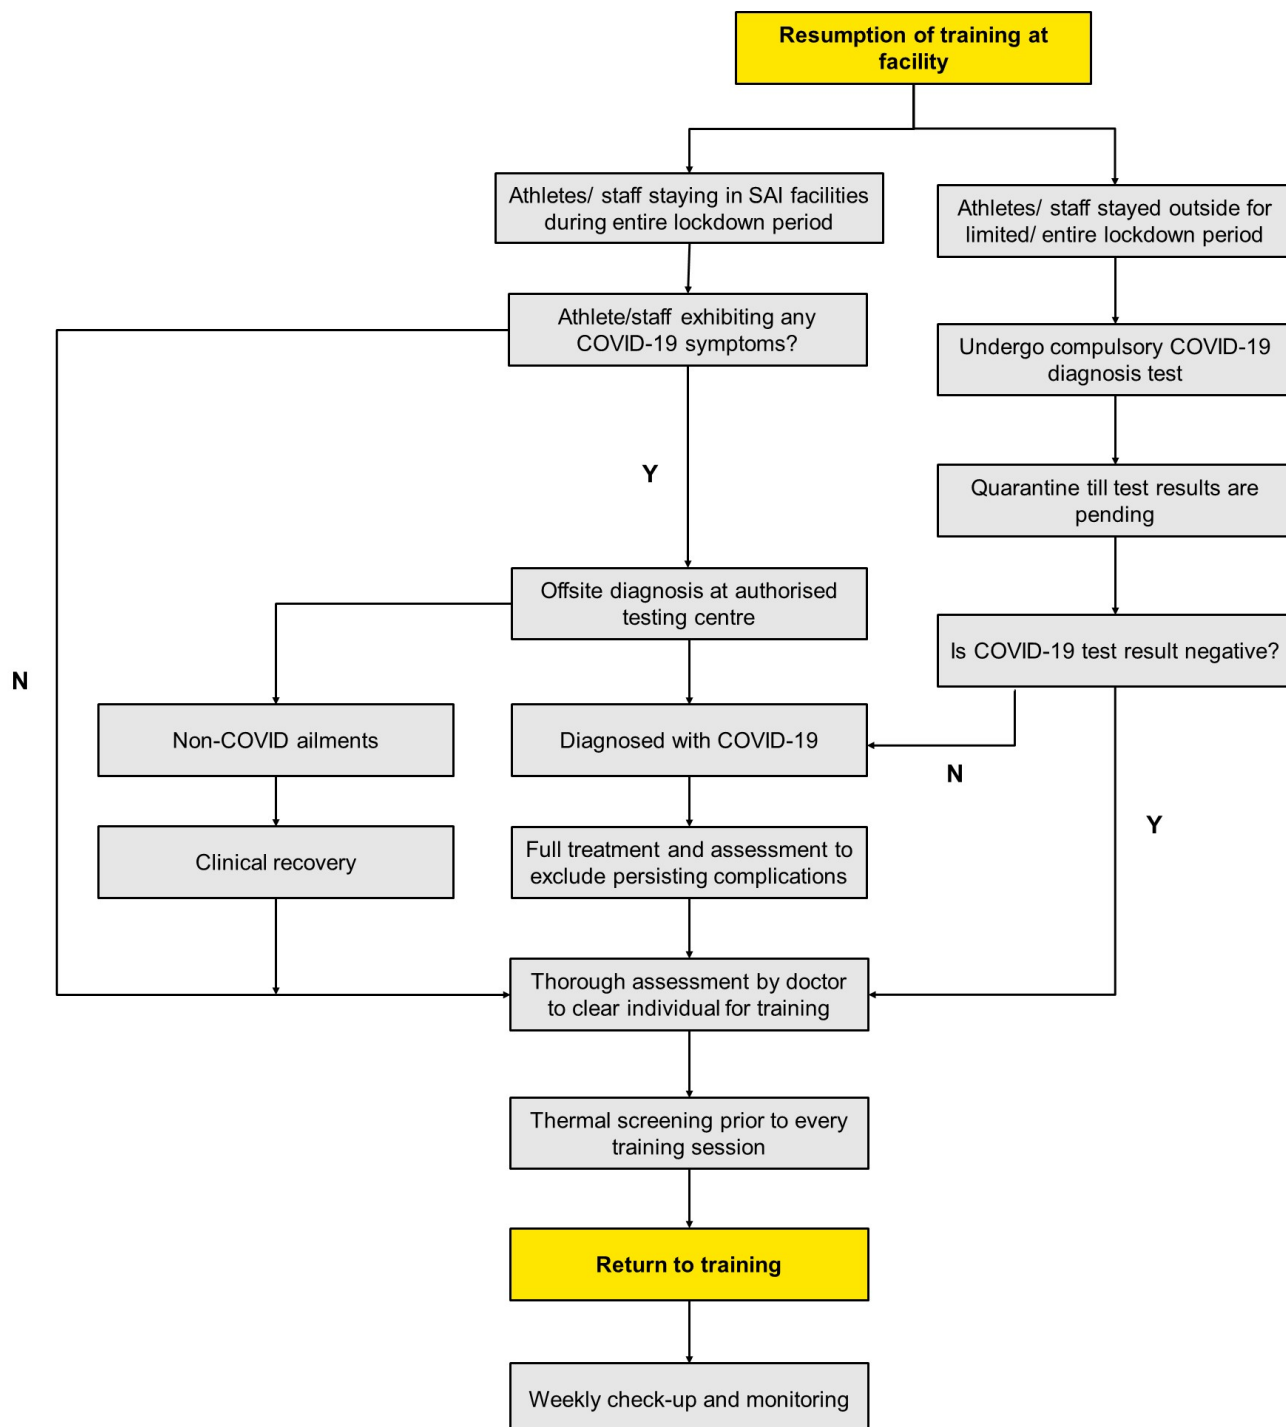 Resumption of training at
facility
Athletes/ staff staying in SAI facilities
during entire lockdown period
Athletes/ staff stayed outside for
limited/ entire lockdown period
Athlete/staff exhibiting any
COVID-19 symptoms?
Undergo compulsory COVID-19
diagnosis test
Y
Quarantine till test results are
pending
Offsite diagnosis at authorised
testing centre
Is COVID-19 test result negative?
N
Non-COVID ailments
Diagnosed with COVID-19
N
Y
Clinical recovery
Full treatment and assessment to
exclude persisting complications
Thorough assessment by doctor
to clear individual for training
Thermal screening prior to every
training session
Return to training
Weekly check-up and monitoring